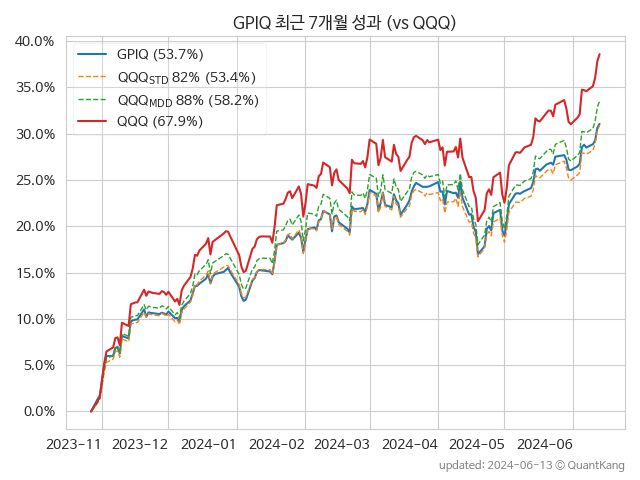 GPIQ 최근 7개월 성과 (vs QQQ)
40.0%
35.0%
30.0%
25.0%
20.0%
15.0%
10.0%
5.0%
0.0%
GPIQ (53.7%)
QQQSTD 82% (53.4%)
QQQMDD 88% (58.2%)
QQQ (67.9%)
2023-11 2023-12 2024-01 2024-02 2024-03 2024-04 2024-05 2024-06
updated: 2024-06-13 © QuantKang